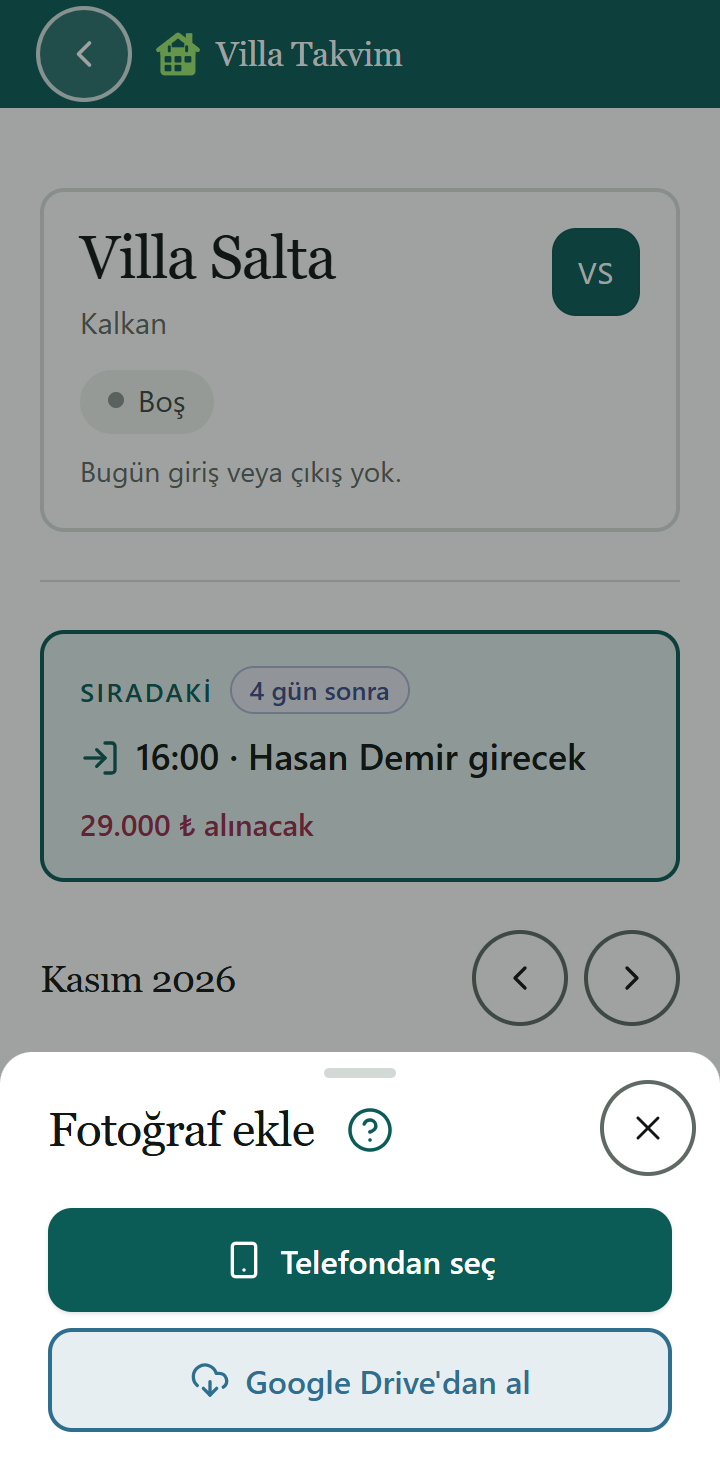 Villa Takvim
Villa Salta
VS
Kalkan
Boş
Bugün giriş veya çıkış yok.
SIRADAKİ 4 gün sonra
16:00 · Hasan Demir girecek
29.000 ₺ alınacak
Kasım 2026
Fotoğraf ekle ?
Telefondan seç
Google Drive'dan al